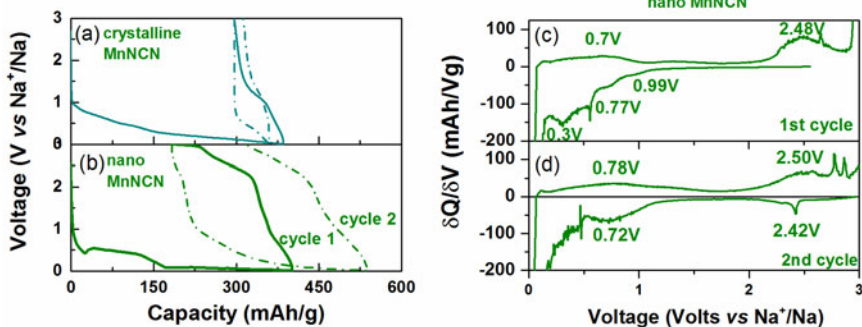 nano MnNCN
3
2
1
0
(a)
crystalline
MnNCN
Voltage (V vs Na⁺/Na)
2
1
0
(b)
nano
MnNCN
cycle 1
cycle 2
0
150
300
450
600
Capacity (mAh/g)
(c)
100
0
-100
-200
0.7V
2.48V
0.99V
0.77V
0.3V
1st cycle
δQ/δV (mAh/Vg)
(d)
100
0
-100
-200
0.78V
2.50V
0.72V
2.42V
2nd cycle
0
1
2
3
Voltage (Volts vs Na⁺/Na)